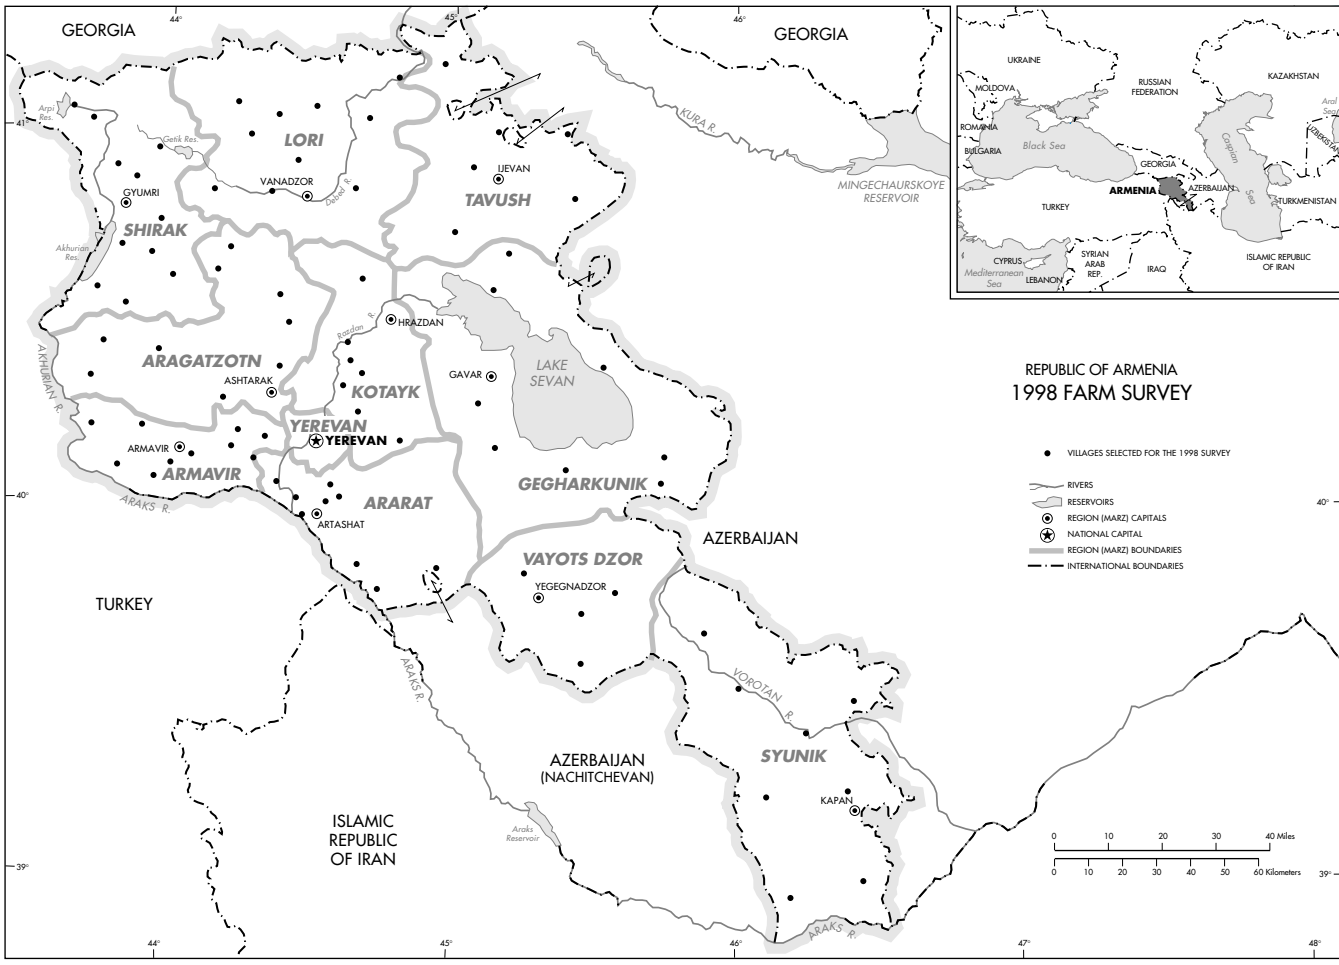 44°
45°
46°
GEORGIA
GEORGIA
41°
Arpi
Res.
Getik Res.
LORI
VANADZOR
Debed R.
GYUMRI
SHIRAK
Akhurian
Res.
IJEVAN
TAVUSH
KURA R.
MINGECHAURSKOYE
RESERVOIR
UKRAINE
RUSSIAN
FEDERATION
KAZAKHSTAN
MOLDOVA
Aral
Sea
ROMANIA
UZBEKISTAN
BULGARIA
Black Sea
Caspian
Sea
GEORGIA
ARMENIA
AZERBAIJAN
TURKMENISTAN
TURKEY
CYPRUS
SYRIAN
ARAB
REP.
IRAQ
ISLAMIC REPUBLIC
OF IRAN
Mediterranean
Sea
LEBANON
AKHURIAN R.
ARAGATZOTN
ASHTARAK
Razdan R.
HRAZDAN
KOTAYK
GAVAR
LAKE
SEVAN
YEREVAN
YEREVAN
ARMAVIR
ARMAVIR
ARAKS R.
40°
ARARAT
ARTASHAT
GEGHARKUNIK
REPUBLIC OF ARMENIA
1998 FARM SURVEY
VILLAGES SELECTED FOR THE 1998 SURVEY
RIVERS
RESERVOIRS
REGION (MARZ) CAPITALS
NATIONAL CAPITAL
REGION (MARZ) BOUNDARIES
INTERNATIONAL BOUNDARIES
40°
AZERBAIJAN
VAYOTS DZOR
YEGEGNADZOR
TURKEY
ARAKS R.
VOROTAN R.
SYUNIK
KAPAN
AZERBAIJAN
(NACHITCHEVAN)
ISLAMIC
REPUBLIC
OF IRAN
Araks
Reservoir
ARAKS R.
0 10 20 30 40 Miles
0 10 20 30 40 50 60 Kilometers
39°
39°
44°
45°
46°
47°
48°